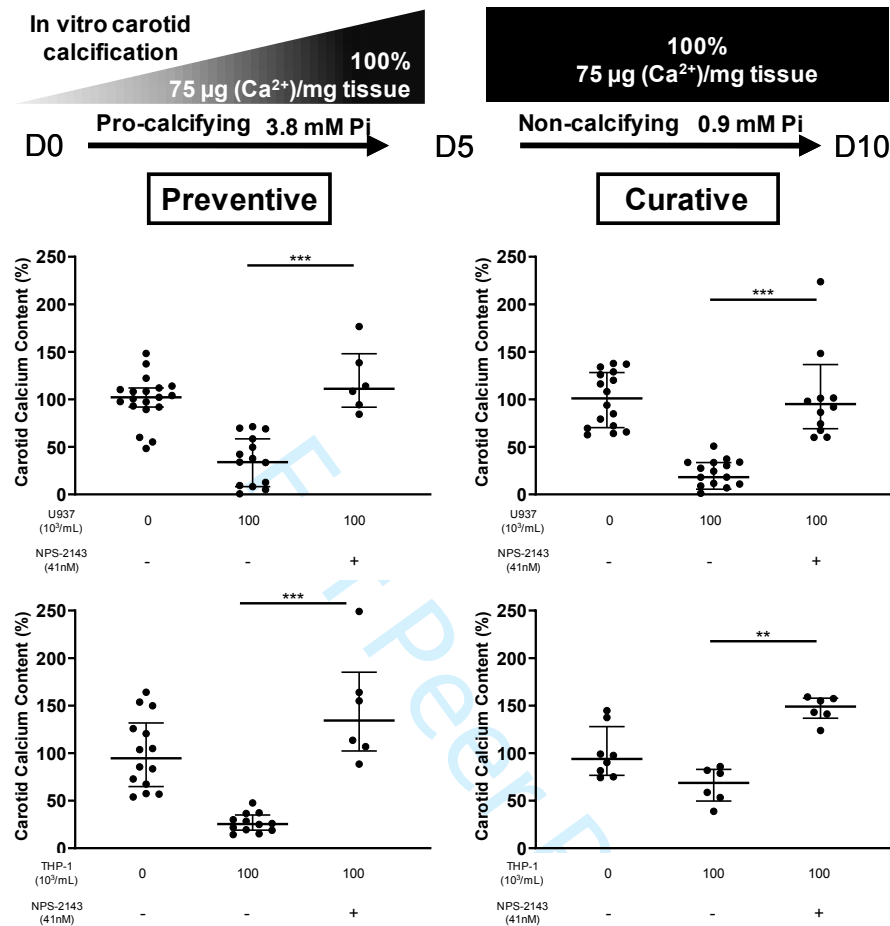 In vitro carotid
calcification
100%
75 µg (Ca²⁺)/mg tissue
100%
75 µg (Ca²⁺)/mg tissue
D0 Pro-calcifying 3.8 mM Pi D5 Non-calcifying 0.9 mM Pi D10
Preventive
Curative
Carotid Calcium Content (%)
250
200
150
100
50
0
***
U937
(10³/mL)
0 100 100
NPS-2143
(41nM)
- - +
Carotid Calcium Content (%)
250
200
150
100
50
0
***
U937
(10³/mL)
0 100 100
NPS-2143
(41nM)
- - +
Carotid Calcium Content (%)
250
200
150
100
50
0
***
THP-1
(10³/mL)
0 100 100
NPS-2143
(41nM)
- - +
Carotid Calcium Content (%)
250
200
150
100
50
0
**
THP-1
(10³/mL)
0 100 100
NPS-2143
(41nM)
- - +
Peer